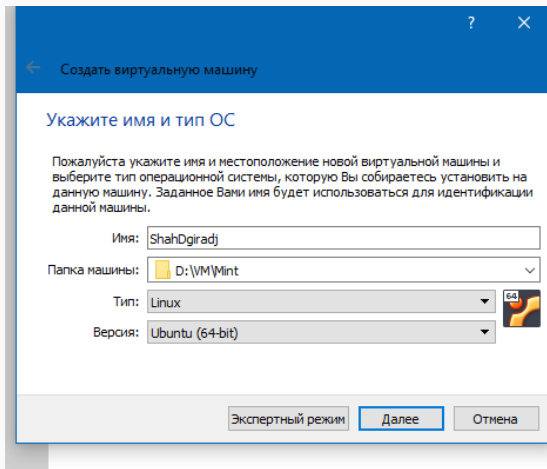 ?
Создать виртуальную машину
Укажите имя и тип ОС
Пожалуйста укажите имя и местоположение новой виртуальной машины и
выберите тип операционной системы, которую Вы собираетесь установить на
данную машину. Заданное Вами имя будет использоваться для идентификации
данной машины.
Имя: ShahDgiradj
Папка машины: D:\VM\Mint
Тип: Linux 64
Версия: Ubuntu (64-bit)
Экспертный режим Далее Отмена